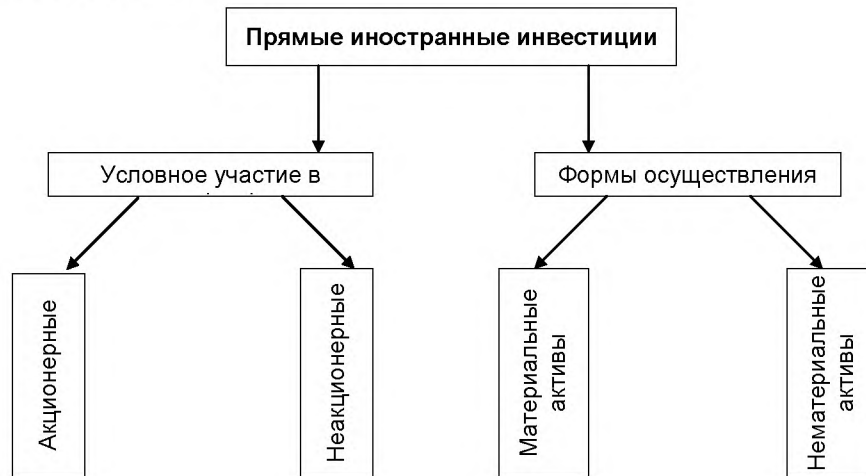 Прямые иностранные инвестиции
Условное участие в
Формы осуществления
Акционерные
Неакционерные
Материальные
активы
Нематериальные
активы